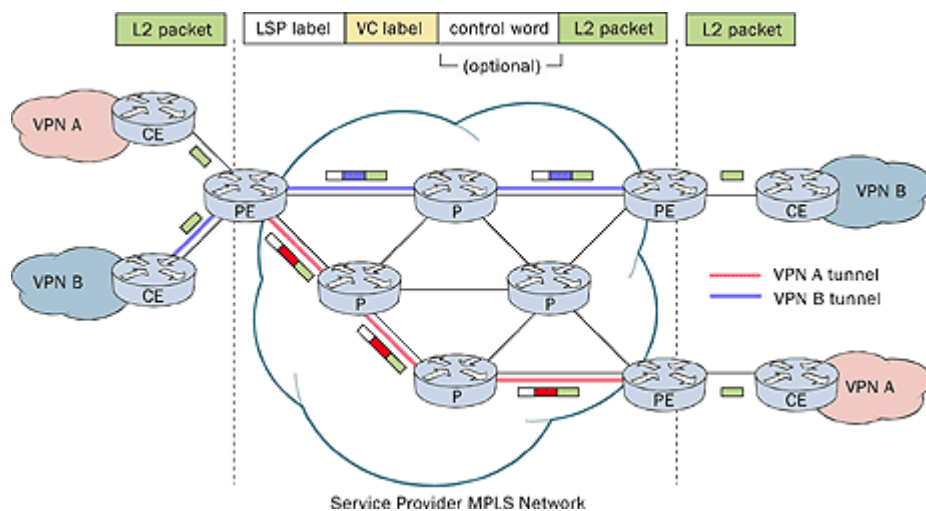 L2 packet
LSP label
VC label
control word
L2 packet
L2 packet
(optional)
VPN A
CE
PE
P
PE
CE
VPN B
VPN B
CE
P
P
VPN A tunnel
VPN B tunnel
P
PE
CE
VPN A
Service Provider MPLS Network